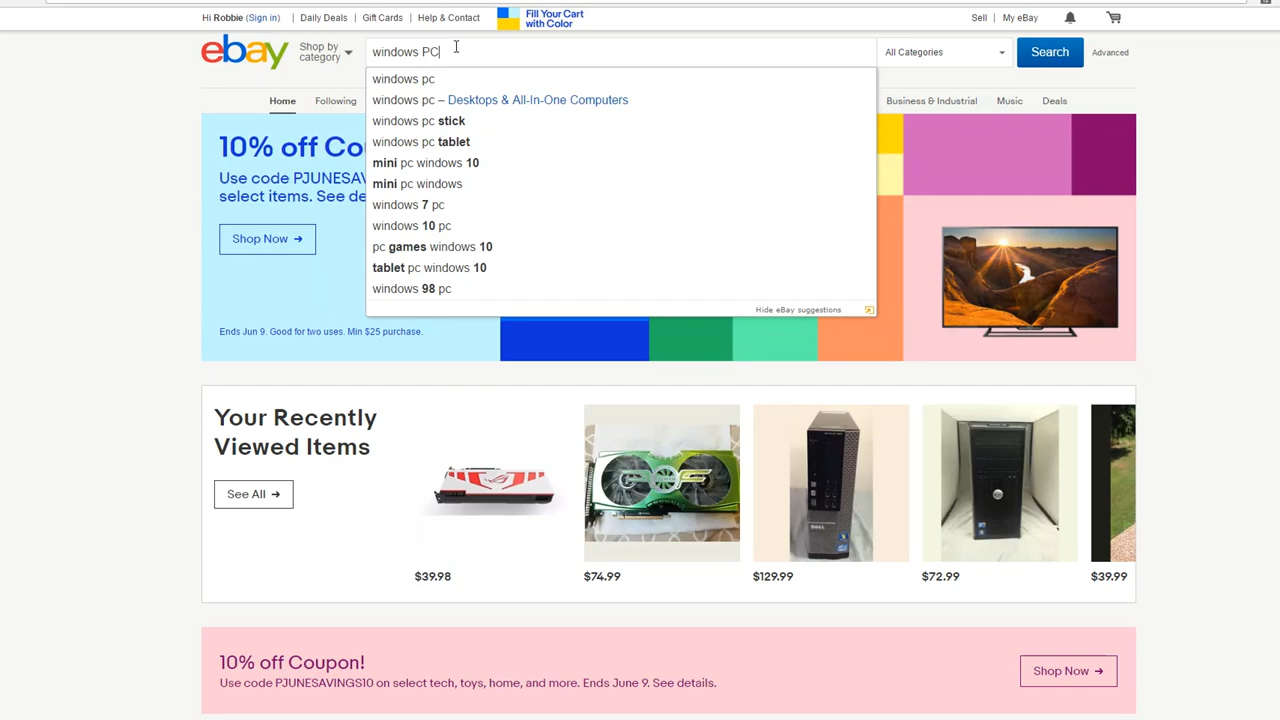 Hi Robbie (Sign in)
Daily Deals
Gift Cards
Help & Contact
Fill Your Cart
with Color
Sell
My eBay
ebay
Shop by
category
windows PC
All Categories
Search
Advanced
windows pc
windows pc – Desktops & All-In-One Computers
windows pc stick
windows pc tablet
mini pc windows 10
mini pc windows
windows 7 pc
windows 10 pc
pc games windows 10
tablet pc windows 10
windows 98 pc
Hide eBay suggestions
Home
Following
Business & Industrial
Music
Deals
10% off Co
Use code PJUNESAV
select items. See de
Shop Now →
Ends Jun 9. Good for two uses. Min $25 purchase.
Your Recently
Viewed Items
See All →
DELL
$39.98
$74.99
$129.99
$72.99
$39.99
10% off Coupon!
Use code PJUNESAVINGS10 on select tech, toys, home, and more. Ends June 9. See details.
Shop Now →